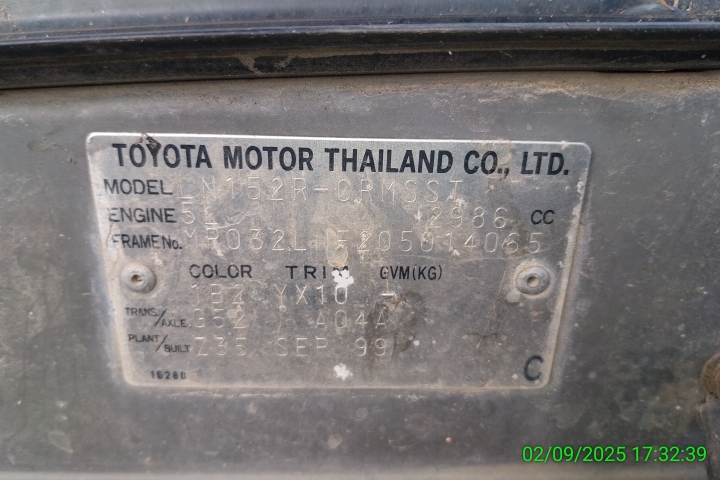 TOYOTA MOTOR THAILAND CO., LTD.
MODEL LN152R-CRMSST
ENGINE 5L 2986 CC
FRAME No.
COLOR TRIM GVM(KG)
1B2 YX10 -
TRANS./AXLE G52 A04A
PLANT/BUILT Z35 SEP 99
16280 C
02/09/2025 17:32:39